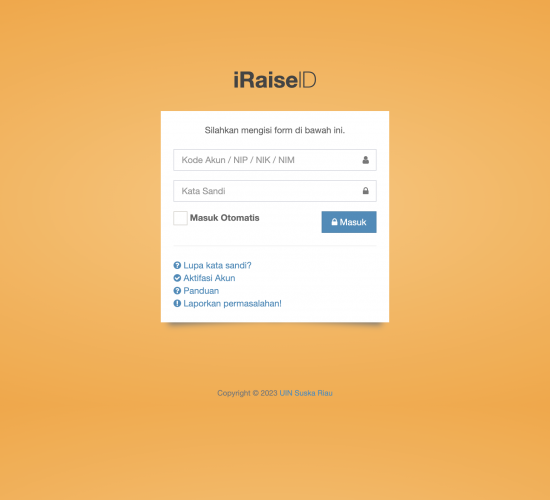 iRaiseID
Silahkan mengisi form di bawah ini.
Kode Akun / NIP / NIK / NIM
Kata Sandi
Masuk Otomatis
Masuk
Lupa kata sandi?
Aktifasi Akun
Panduan
Laporkan permasalahan!
Copyright © 2023 UIN Suska Riau